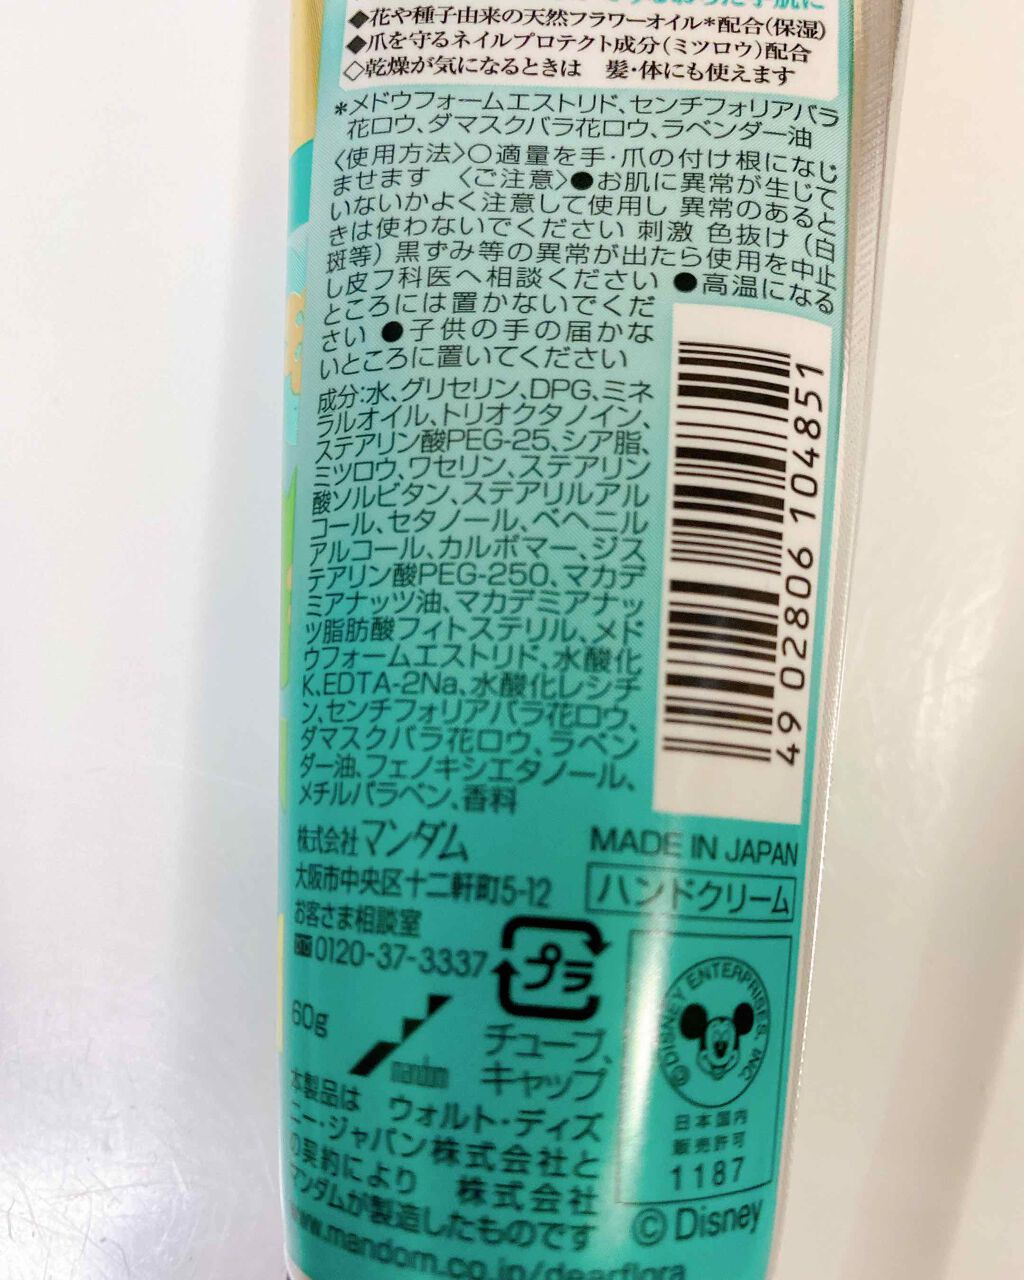 うるおった手肌に
◆花や種子由来の天然フラワーオイル*配合(保湿)
◆爪を守るネイルプロテクト成分(ミツロウ)配合
◇乾燥が気になるときは 髪・体にも使えます
*メドウフォームエストリド、センチフォリアバラ
花ロウ、ダマスクバラ花ロウ、ラベンダー油
〈使用方法〉○適量を手・爪の付け根になじ
ませます 〈ご注意〉●お肌に異常が生じて
いないかよく注意して使用し 異常のあると
きは使わないでください 刺激 色抜け(白
斑等)黒ずみ等の異常が出たら使用を中止
し皮フ科医へ相談ください ●高温になる
ところには置かないでくだ
さい ●子供の手の届かな
いところに置いてください
成分:水、グリセリン、DPG、ミネ
ラルオイル、トリオクタノイン、
ステアリン酸PEG-25、シア脂、
ミツロウ、ワセリン、ステアリン
酸ソルビタン、ステアリルアル
コール、セタノール、ベヘニル
アルコール、カルボマー、ジス
テアリン酸PEG-250、マカデ
ミアナッツ油、マカデミアナッ
ツ脂肪酸フィトステリル、メド
ウフォームエストリド、水酸化
K、EDTA-2Na、水酸化レシチ
ン、センチフォリアバラ花ロウ、
ダマスクバラ花ロウ、ラベン
ダー油、フェノキシエタノール、
メチルパラベン、香料
4902806104851
株式会社マンダム
大阪市中央区十二軒町5-12
お客さま相談室
0120-37-3337
60g
mandom
MADE IN JAPAN
ハンドクリーム
プラ
チューブ、
キャップ
© DISNEY ENTERPRISES, INC.
日本国内
販売許可
1187
© Disney
本製品は ウォルト・ディズ
ニー・ジャパン株式会社と
の契約により 株式会社
マンダムが製造したものです
www.mandom.co.jp/dearflora